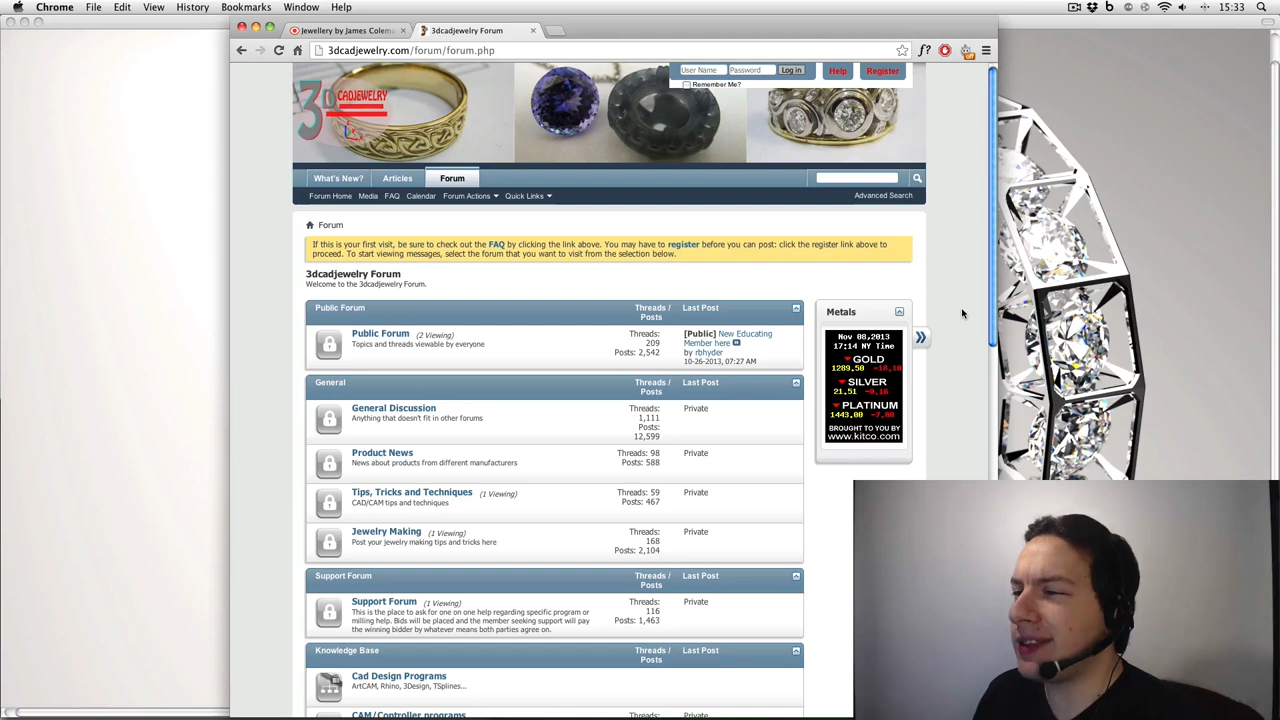 Chrome File Edit View History Bookmarks Window Help 15:33
Jewellery by James Colema 3dcadjewelry Forum
3dcadjewelry.com/forum/forum.php
User Name Password Log in Help Register
Remember Me?
3D CADJEWELRY
What's New? Articles Forum
Forum Home Media FAQ Calendar Forum Actions Quick Links Advanced Search
Forum
If this is your first visit, be sure to check out the FAQ by clicking the link above. You may have to register before you can post: click the register link above to
proceed. To start viewing messages, select the forum that you want to visit from the selection below.
3dcadjewelry Forum
Welcome to the 3dcadjewelry Forum.
Public Forum Threads / Posts Last Post
Public Forum (2 Viewing)
Topics and threads viewable by everyone
Threads:
209
Posts: 2,542
[Public] New Educating
Member here
by rbhyder
10-26-2013, 07:27 AM
General Threads / Posts Last Post
General Discussion
Anything that doesn't fit in other forums
Threads:
1,111
Posts:
12,599
Private
Product News
News about products from different manufacturers
Threads: 98
Posts: 588
Private
Tips, Tricks and Techniques (1 Viewing)
CAD/CAM tips and techniques
Threads: 59
Posts: 467
Private
Jewelry Making (1 Viewing)
Post your jewelry making tips and tricks here
Threads:
168
Posts: 2,104
Private
Support Forum Threads / Posts Last Post
Support Forum (1 Viewing)
This is the place to ask for one on one help regarding specific program or
milling help. Bids will be placed and the member seeking support will pay
the winning bidder by whatever means both parties agree on.
Threads:
116
Posts: 1,463
Private
Knowledge Base Threads / Posts Last Post
Cad Design Programs
ArtCAM, Rhino, 3Design, TSplines...
CAM/Controller programs
Metals
Nov 08,2013
17:14 NY Time
GOLD
1289,50 -18,10
SILVER
21,51 -0,16
PLATINUM
1443,00 -7,00
BROUGHT TO YOU BY
www.kitco.com